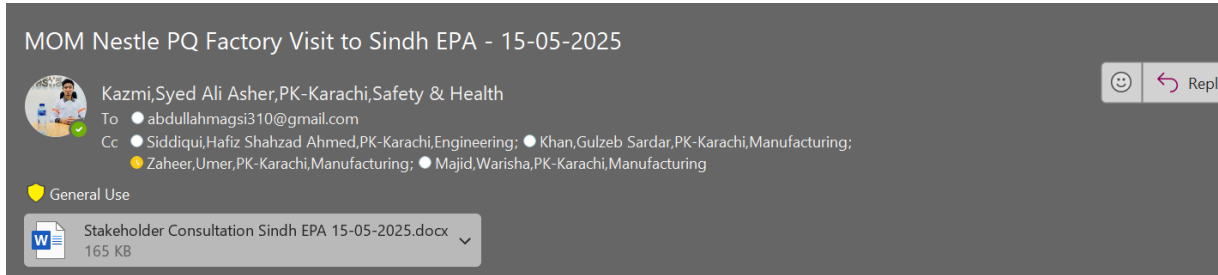 MOM Nestle PQ Factory Visit to Sindh EPA - 15-05-2025
Kazmi,Syed Ali Asher,PK-Karachi,Safety & Health
To abdullahmagsi310@gmail.com
Cc Siddiqui,Hafiz Shahzad Ahmed,PK-Karachi,Engineering; Khan,Gulzeb Sardar,PK-Karachi,Manufacturing;
Zaheer,Umer,PK-Karachi,Manufacturing; Majid,Warisha,PK-Karachi,Manufacturing
Repl
General Use
W
Stakeholder Consultation Sindh EPA 15-05-2025.docx
165 KB